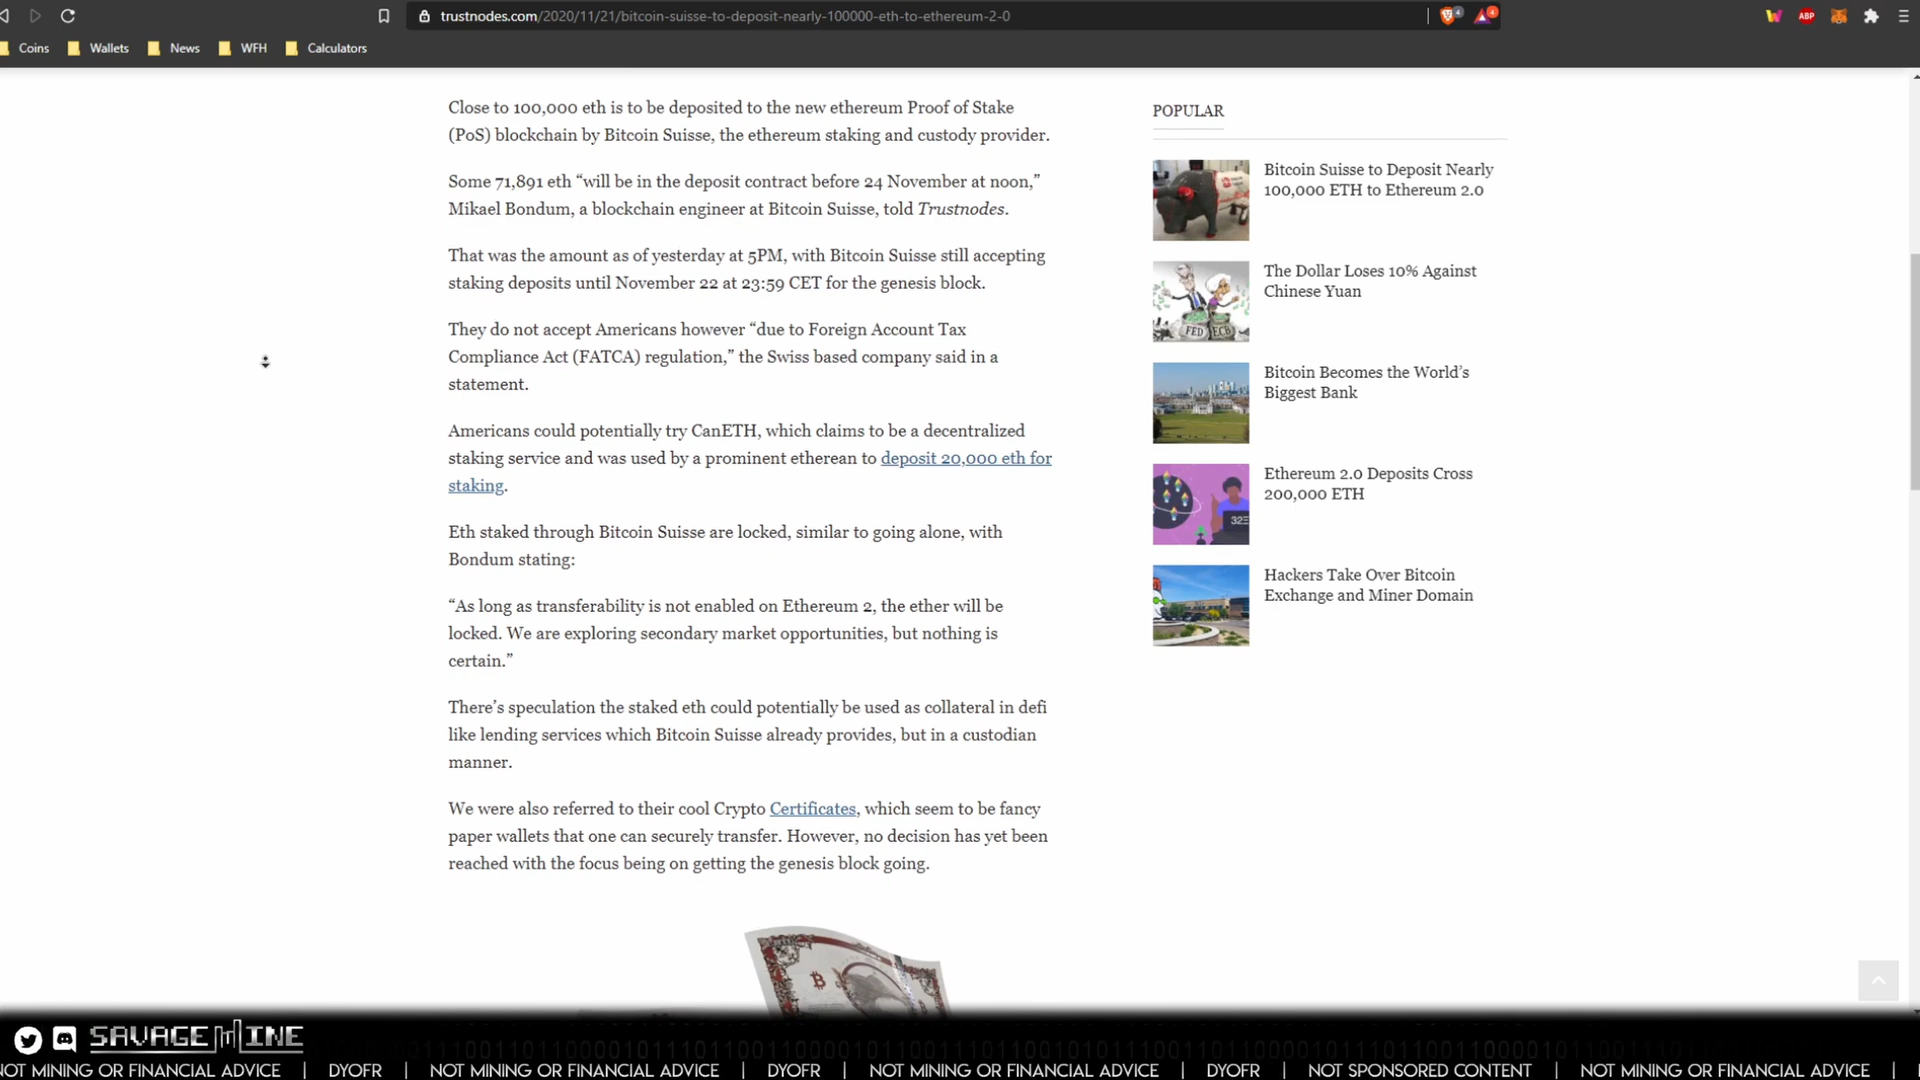 trustnodes.com/2020/11/21/bitcoin-suisse-to-deposit-nearly-100000-eth-to-ethereum-2-0
4
4
ABP
Coins
Wallets
News
WFH
Calculators
Close to 100,000 eth is to be deposited to the new ethereum Proof of Stake
(PoS) blockchain by Bitcoin Suisse, the ethereum staking and custody provider.
Some 71,891 eth “will be in the deposit contract before 24 November at noon,”
Mikael Bondum, a blockchain engineer at Bitcoin Suisse, told Trustnodes.
That was the amount as of yesterday at 5PM, with Bitcoin Suisse still accepting
staking deposits until November 22 at 23:59 CET for the genesis block.
They do not accept Americans however “due to Foreign Account Tax
Compliance Act (FATCA) regulation,” the Swiss based company said in a
statement.
Americans could potentially try CanETH, which claims to be a decentralized
staking service and was used by a prominent etherean to deposit 20,000 eth for
staking.
Eth staked through Bitcoin Suisse are locked, similar to going alone, with
Bondum stating:
“As long as transferability is not enabled on Ethereum 2, the ether will be
locked. We are exploring secondary market opportunities, but nothing is
certain.”
There’s speculation the staked eth could potentially be used as collateral in defi
like lending services which Bitcoin Suisse already provides, but in a custodian
manner.
We were also referred to their cool Crypto Certificates, which seem to be fancy
paper wallets that one can securely transfer. However, no decision has yet been
reached with the focus being on getting the genesis block going.
POPULAR
Bitcoin Suisse to Deposit Nearly
100,000 ETH to Ethereum 2.0
The Dollar Loses 10% Against
Chinese Yuan
FED
ECB
Bitcoin Becomes the World’s
Biggest Bank
Ethereum 2.0 Deposits Cross
200,000 ETH
32Ξ
Hackers Take Over Bitcoin
Exchange and Miner Domain
SAVAGE MINE
NOT MINING OR FINANCIAL ADVICE | DYOFR | NOT MINING OR FINANCIAL ADVICE | DYOFR | NOT MINING OR FINANCIAL ADVICE | DYOFR | NOT SPONSORED CONTENT | NOT MINING OR FINANCIAL ADVICE |